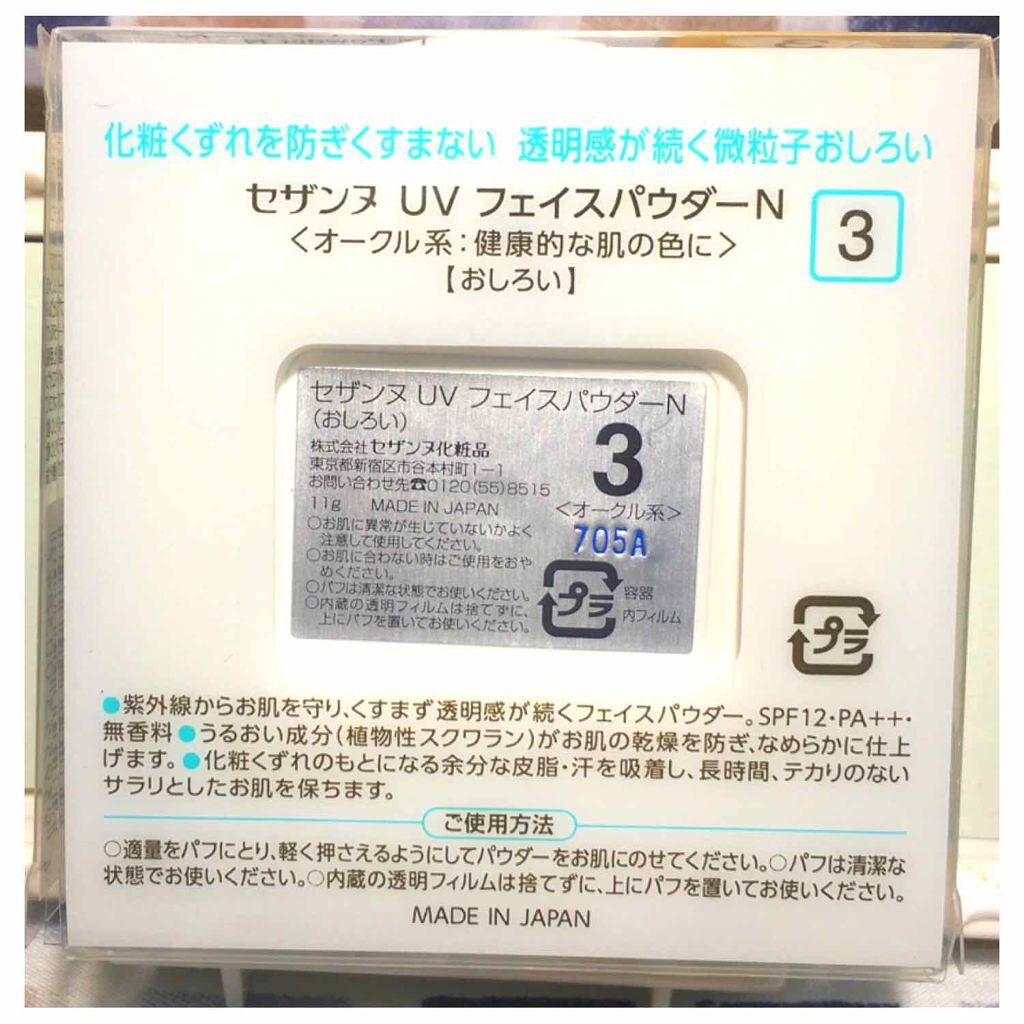 化粧くずれを防ぎくすまない 透明感が続く微粒子おしろい
セザンヌ UV フェイスパウダーN
3
<オークル系:健康的な肌の色に>
【おしろい】
セザンヌ UV フェイスパウダーN
(おしろい)
3
株式会社セザンヌ化粧品
東京都新宿区市谷本村町1-1
お問い合わせ先☎0120(55)8515
11g MADE IN JAPAN
<オークル系>
705A
○お肌に異常が生じていないかよく
注意して使用してください。
○お肌に合わない時はご使用をおや
めください。
○パフは清潔な状態でお使いください。
○内蔵の透明フィルムは捨てずに、
上にパフを置いてお使いください。
プラ
容器
内フィルム
プラ
●紫外線からお肌を守り、くすまず透明感が続くフェイスパウダー。SPF12・PA++・
無香料●うるおい成分(植物性スクワラン)がお肌の乾燥を防ぎ、なめらかに仕上
げます。●化粧くずれのもとになる余分な皮脂・汗を吸着し、長時間、テカリのない
サラリとしたお肌を保ちます。
ご使用方法
○適量をパフにとり、軽く押さえるようにしてパウダーをお肌にのせてください。○パフは清潔な
状態でお使いください。○内蔵の透明フィルムは捨てずに、上にパフを置いてお使いください。
MADE IN JAPAN